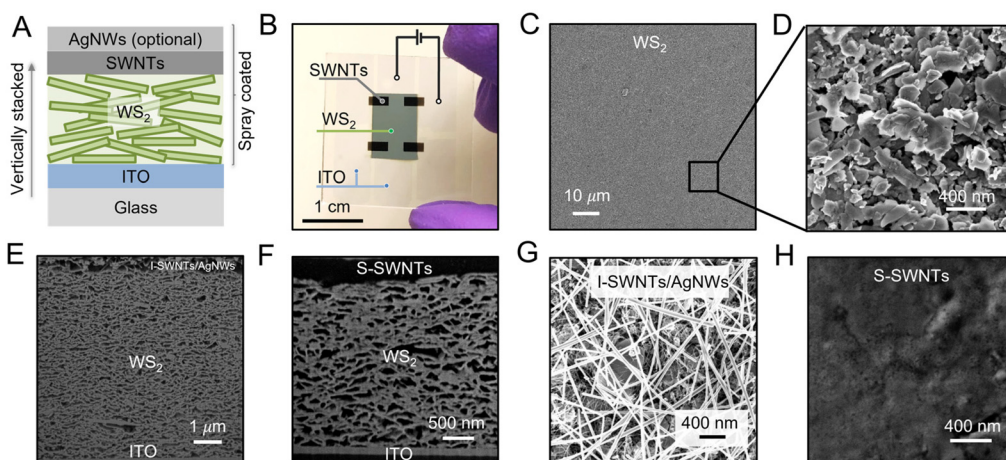 A
AgNWs (optional)
SWNTs
WS2
ITO
Glass
Vertically stacked
Spray coated
B
SWNTs
WS2
ITO
1 cm
C
WS2
10 μm
D
400 nm
E
I-SWNTs/AgNWs
WS2
1 μm
ITO
F
S-SWNTs
WS2
500 nm
ITO
G
I-SWNTs/AgNWs
400 nm
H
S-SWNTs
400 nm